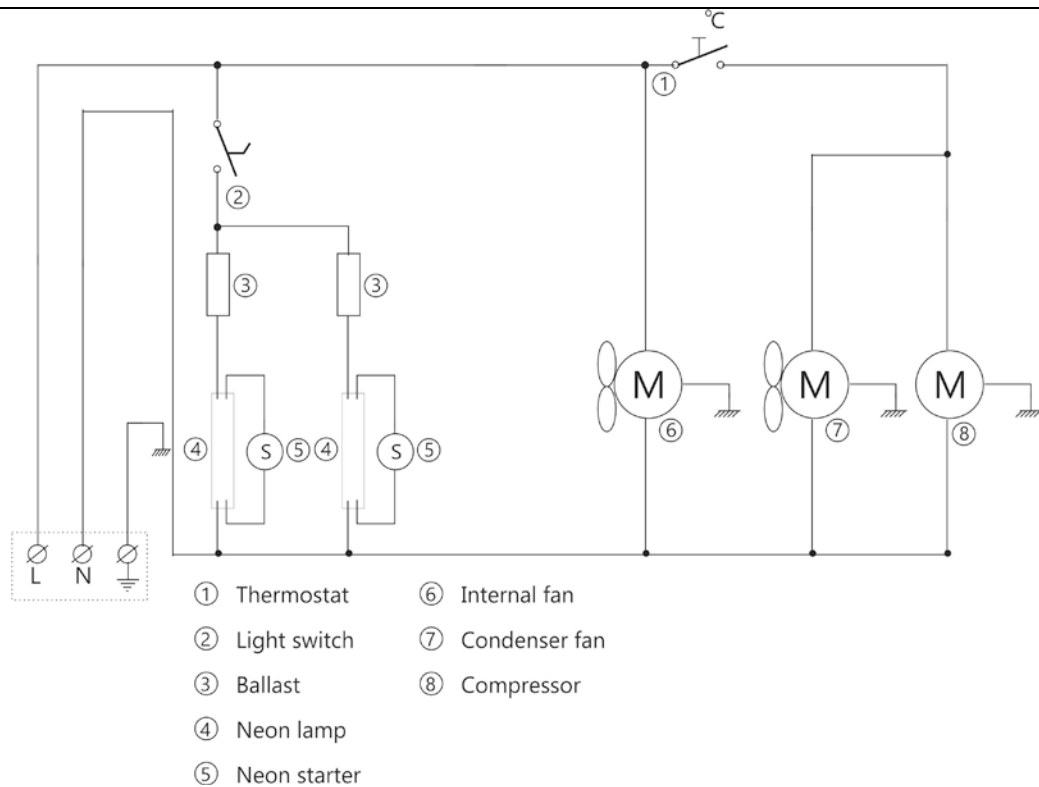 °C
①
②
③ ③
M M M
⑥ ⑦ ⑧
④ S ⑤ ④ S ⑤
L N
① Thermostat
② Light switch
③ Ballast
④ Neon lamp
⑤ Neon starter
⑥ Internal fan
⑦ Condenser fan
⑧ Compressor